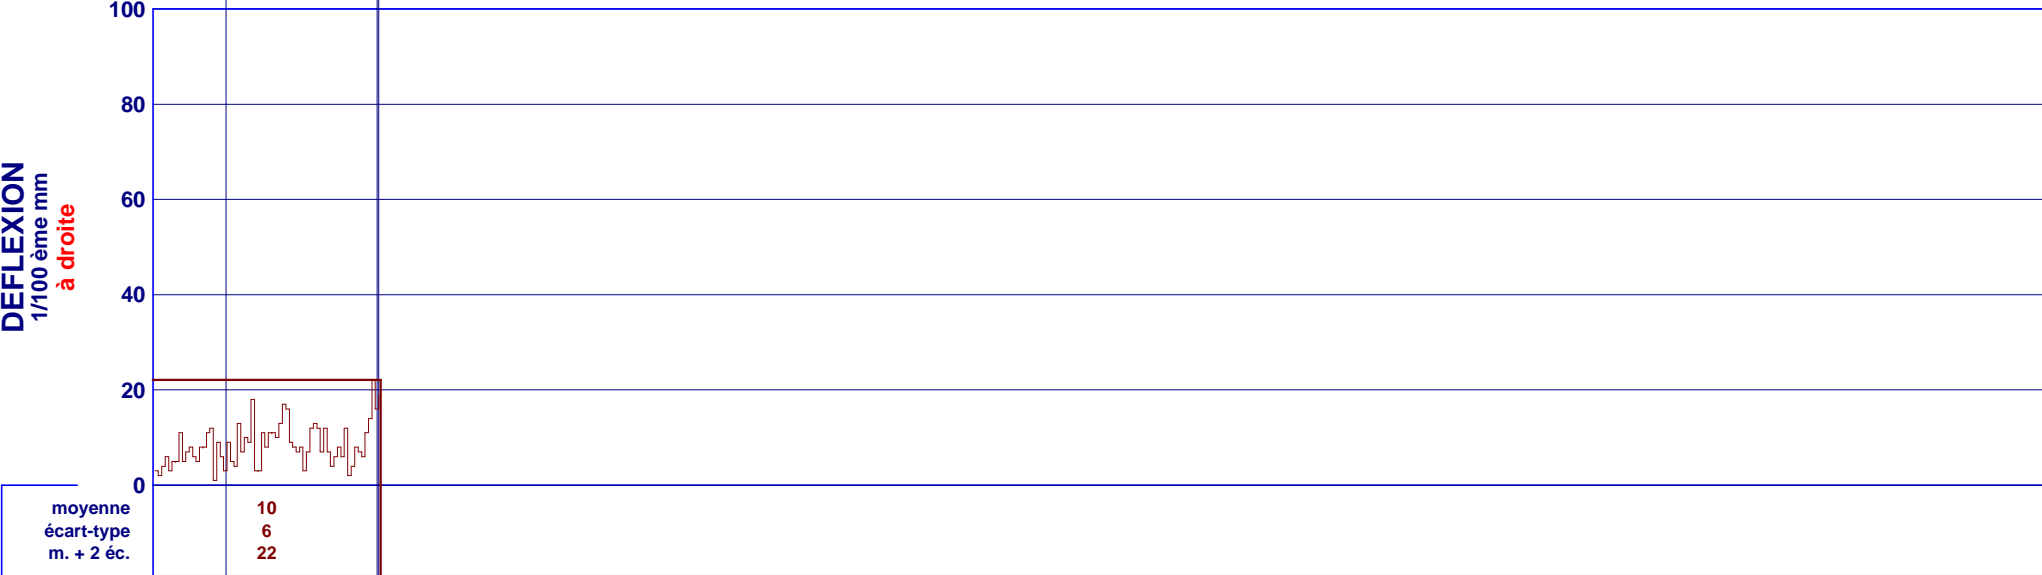 DEFLEXION
1/100 ème mm
à droite
100
80
60
40
20
0
moyenne 10
écart-type 6
m. + 2 éc. 22